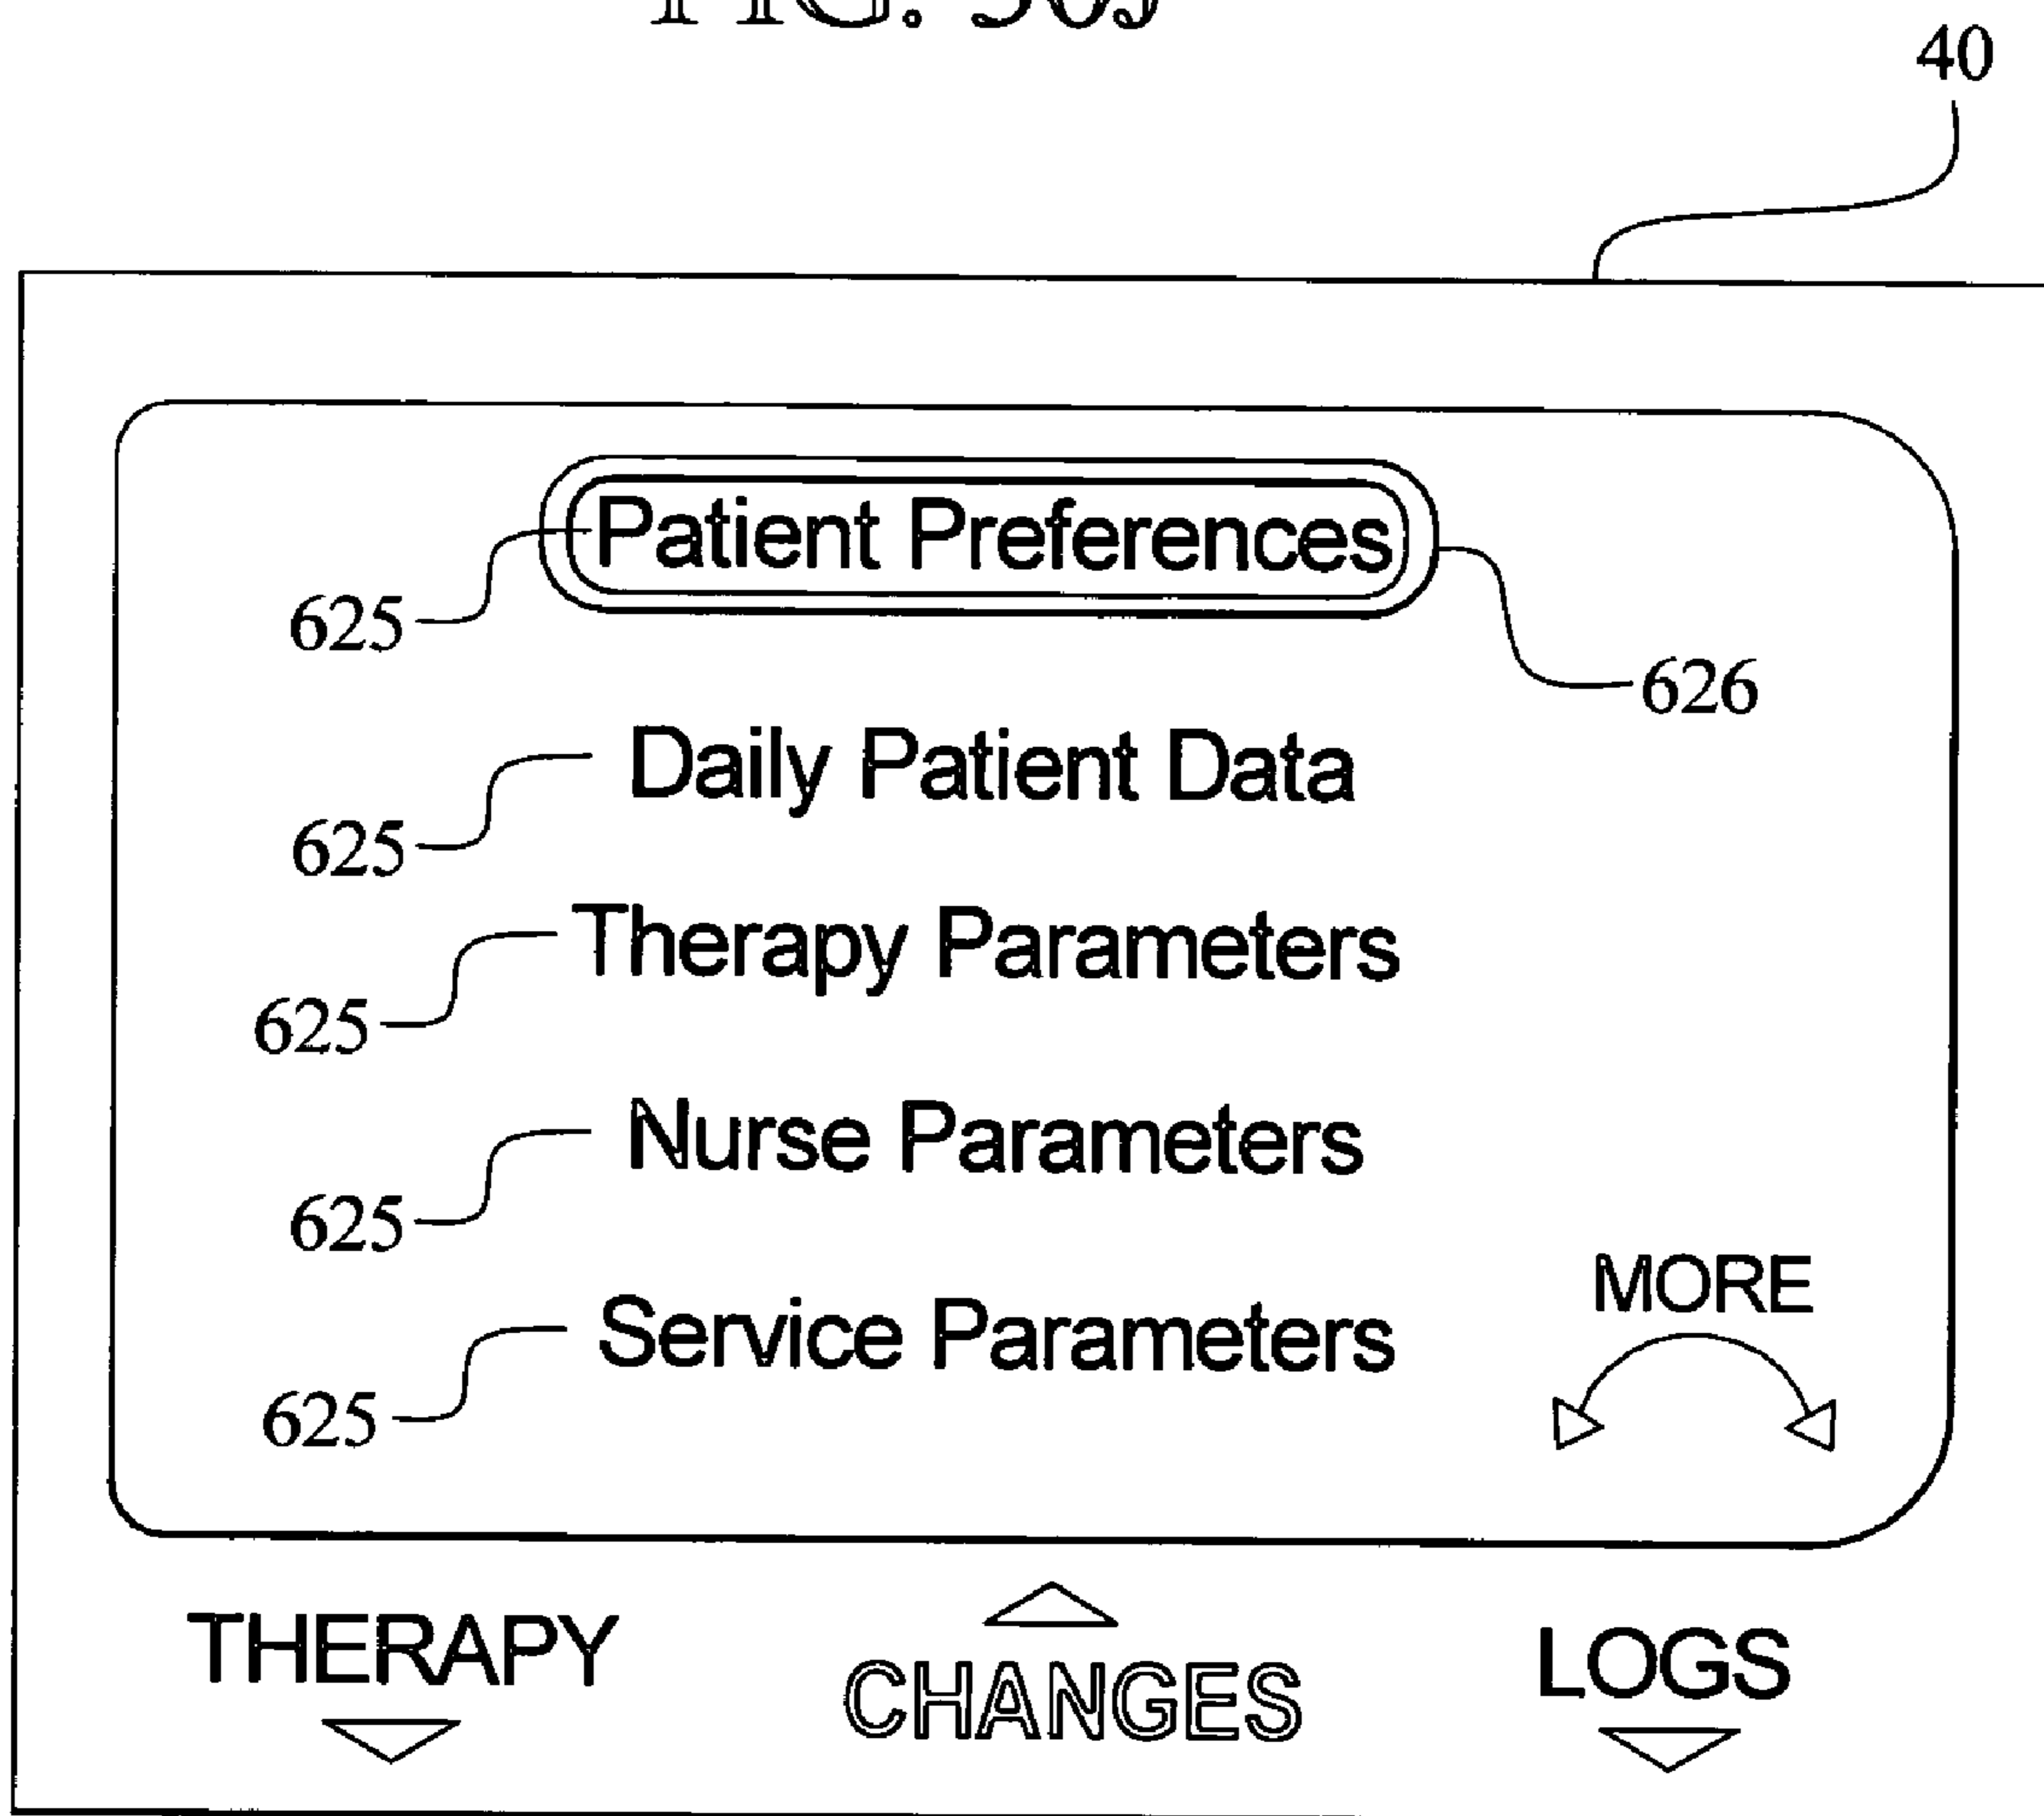 40
Patient Preferences
625
626
Daily Patient Data
625
Therapy Parameters
625
Nurse Parameters
625
MORE
Service Parameters
625
THERAPY
CHANGES
LOGS